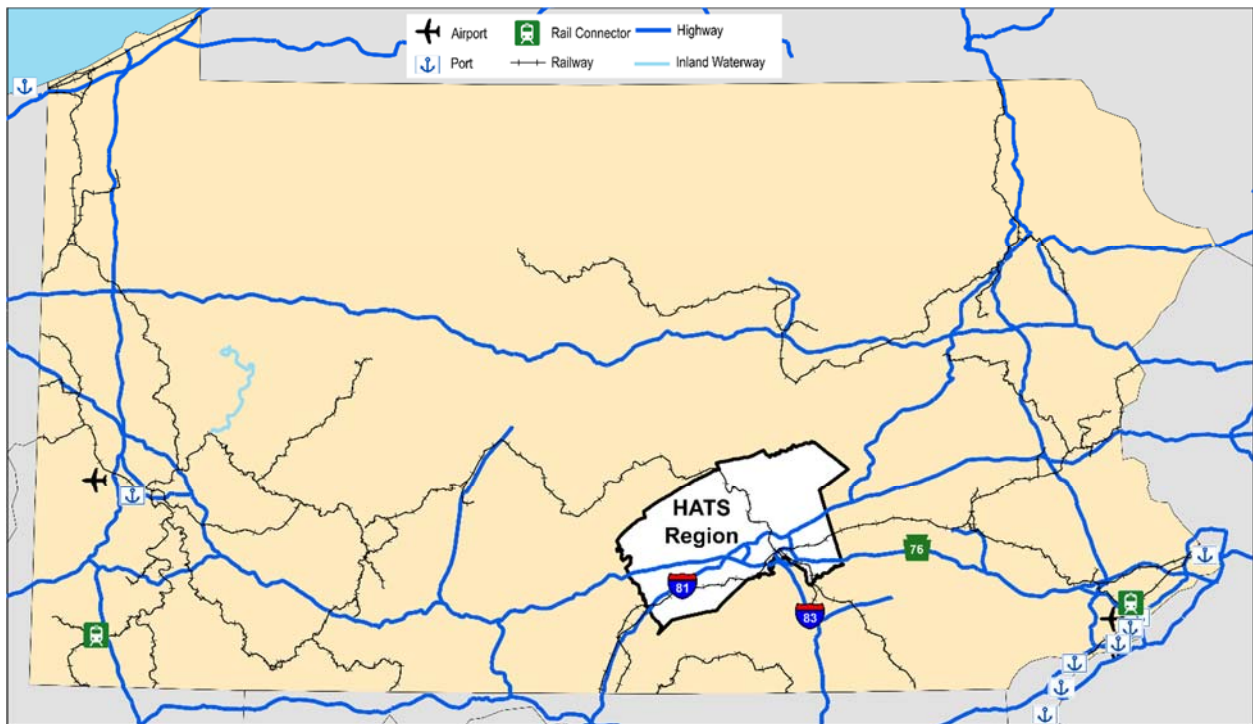 Airport
Rail Connector
Highway
Port
Railway
Inland Waterway
HATS
Region
76
81
83